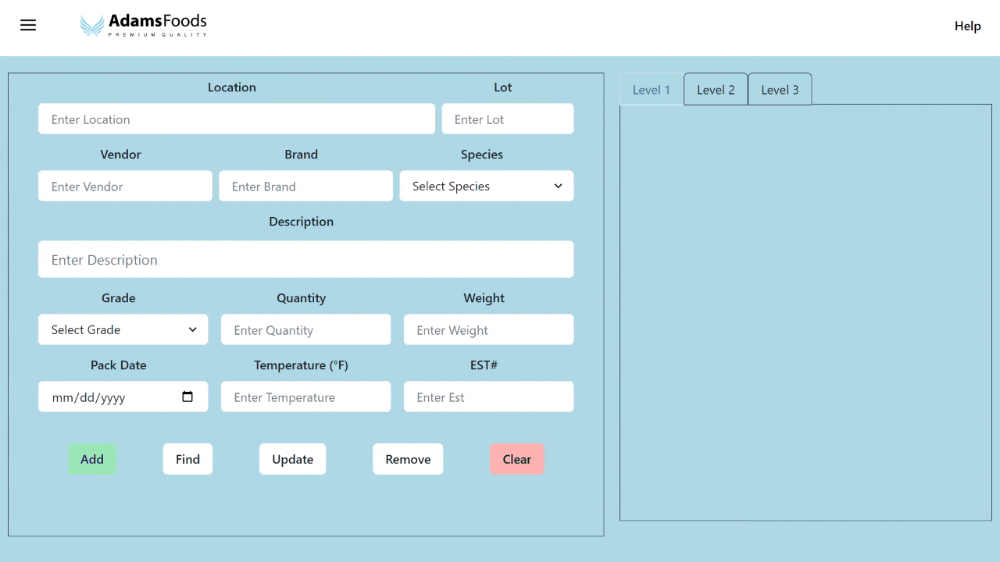 AdamsFoods
PREMIUM QUALITY
Help
Location Lot
Enter Location Enter Lot
Vendor Brand Species
Enter Vendor Enter Brand Select Species
Description
Enter Description
Grade Quantity Weight
Select Grade Enter Quantity Enter Weight
Pack Date Temperature (°F) EST#
mm/dd/yyyy Enter Temperature Enter Est
Add Find Update Remove Clear
Level 1 Level 2 Level 3